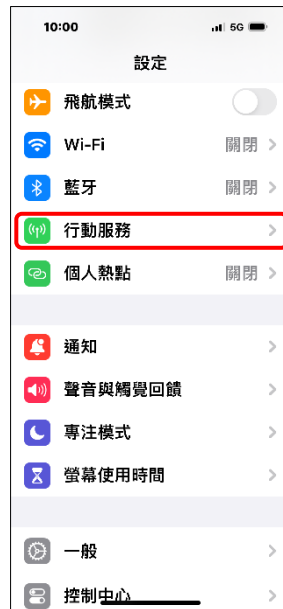 10:00 5G
設定
飛航模式
Wi-Fi 關閉
藍牙 關閉
行動服務
個人熱點 關閉
通知
聲音與觸覺回饋
專注模式
螢幕使用時間
一般
控制中心